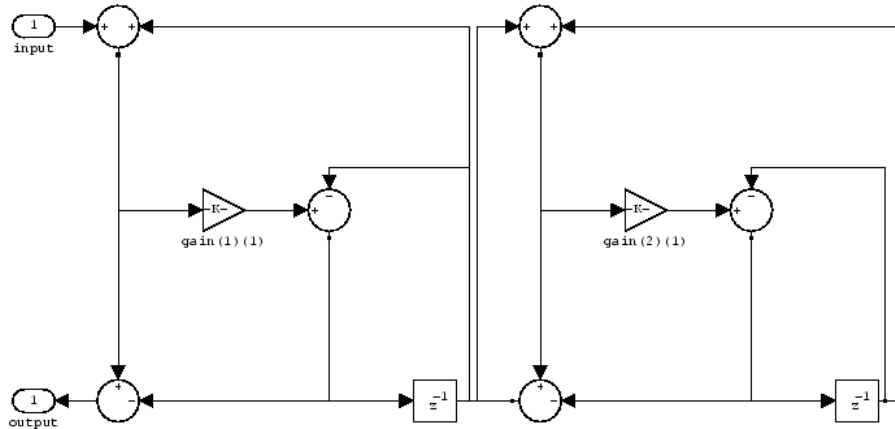 1
input
+ +
+ +
-
-K-
+
gain(1)(1)
-
-K-
+
gain(2)(1)
+
-
1
output
z-1
+
-
z-1